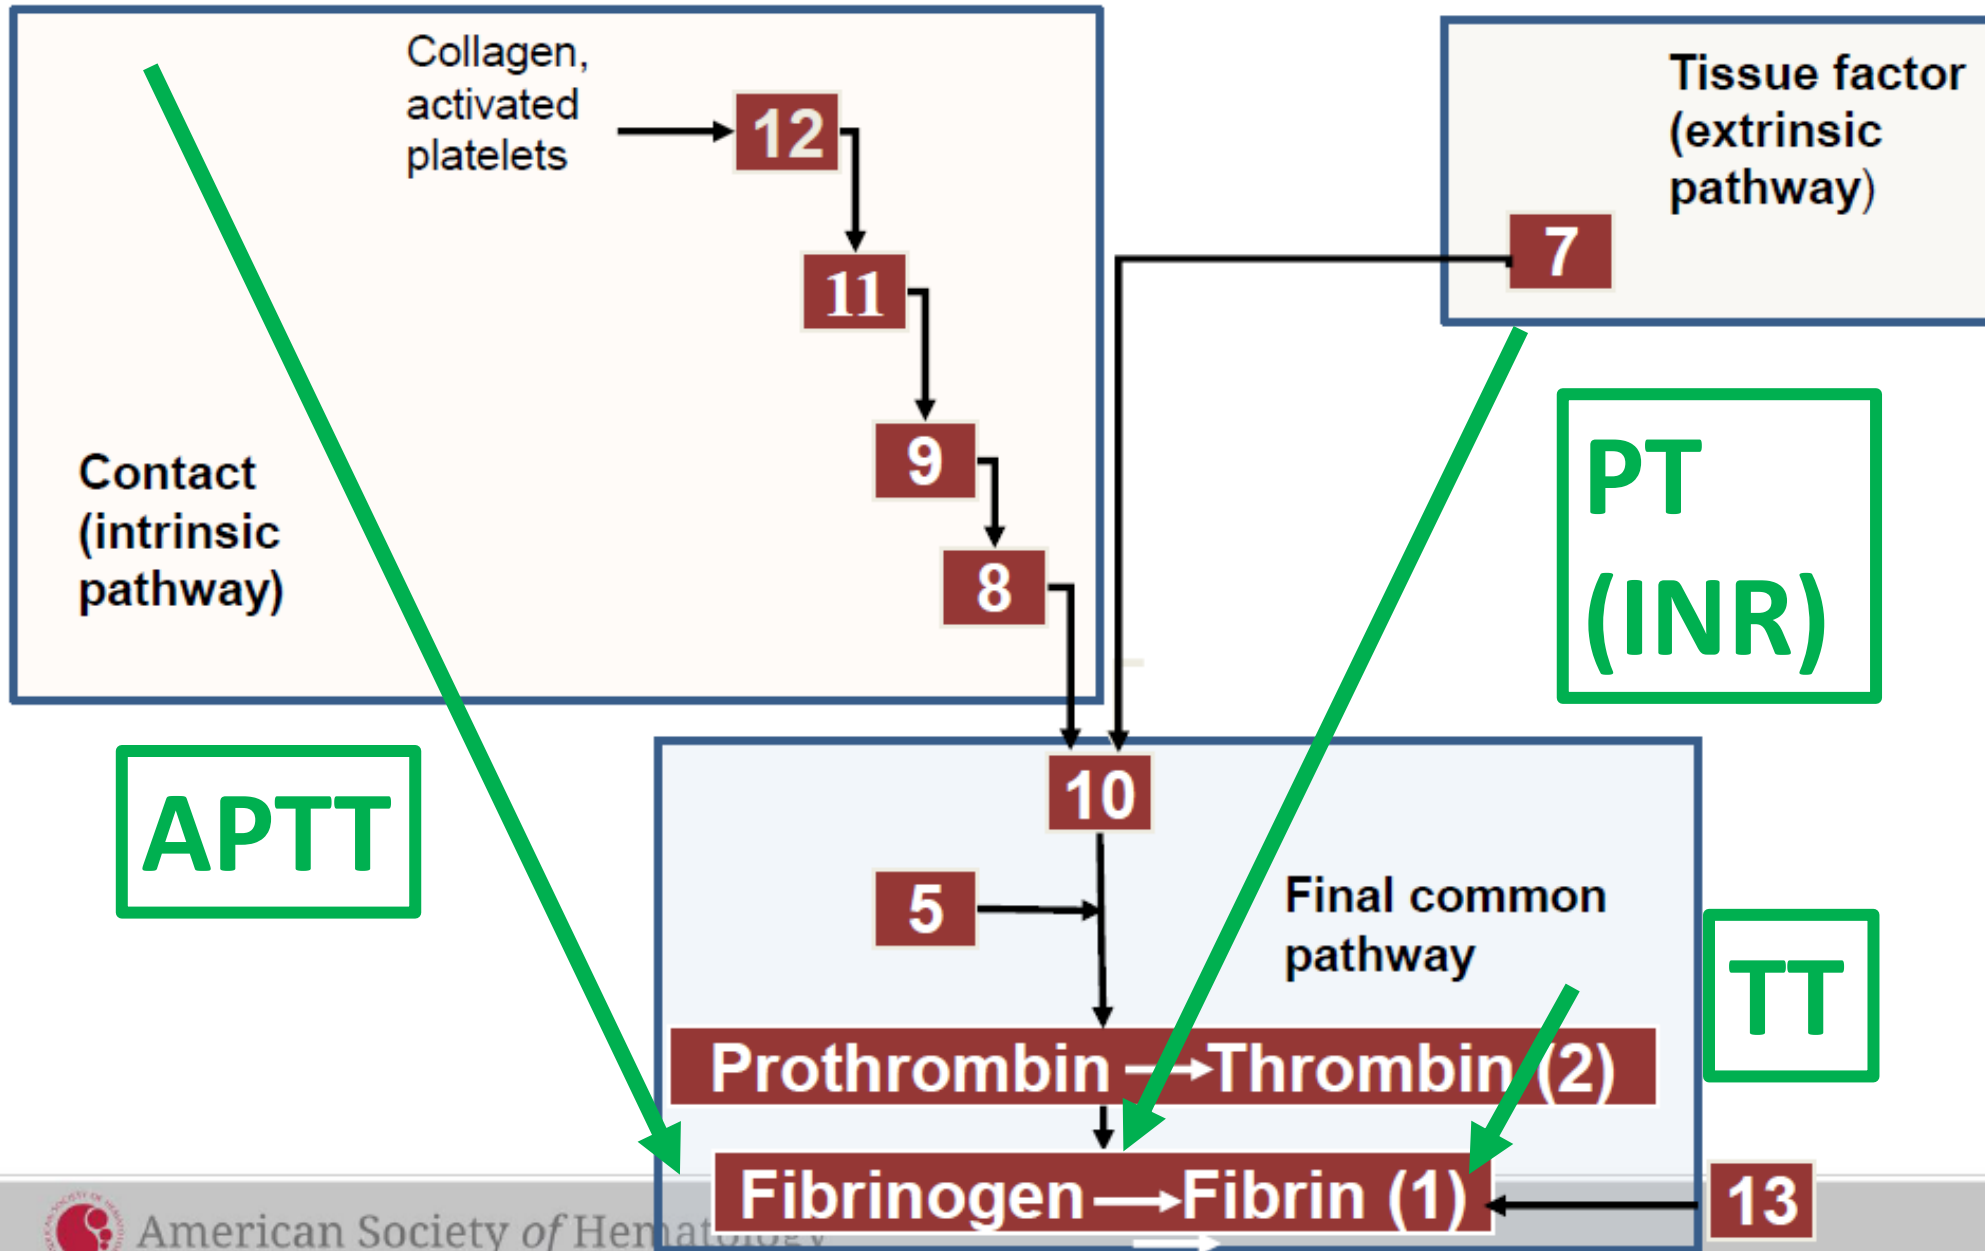 Collagen,
activated
platelets
12
11
9
8
Contact
(intrinsic
pathway)
Tissue factor
(extrinsic
pathway)
7
PT
(INR)
APTT
10
5
Final common
pathway
TT
Prothrombin Thrombin (2)
Fibrinogen Fibrin (1)
13
American Society of Hematology